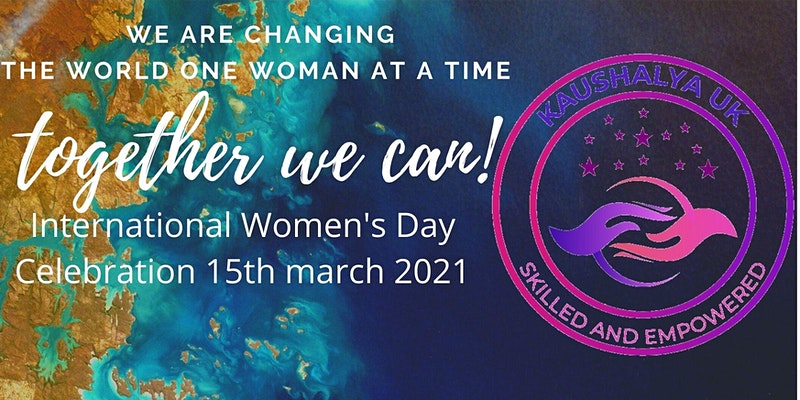 WE ARE CHANGING
THE WORLD ONE WOMAN AT A TIME
together we can!
International Women's Day
Celebration 15th march 2021
KAUSHALYA UK
SKILLED AND EMPOWERED